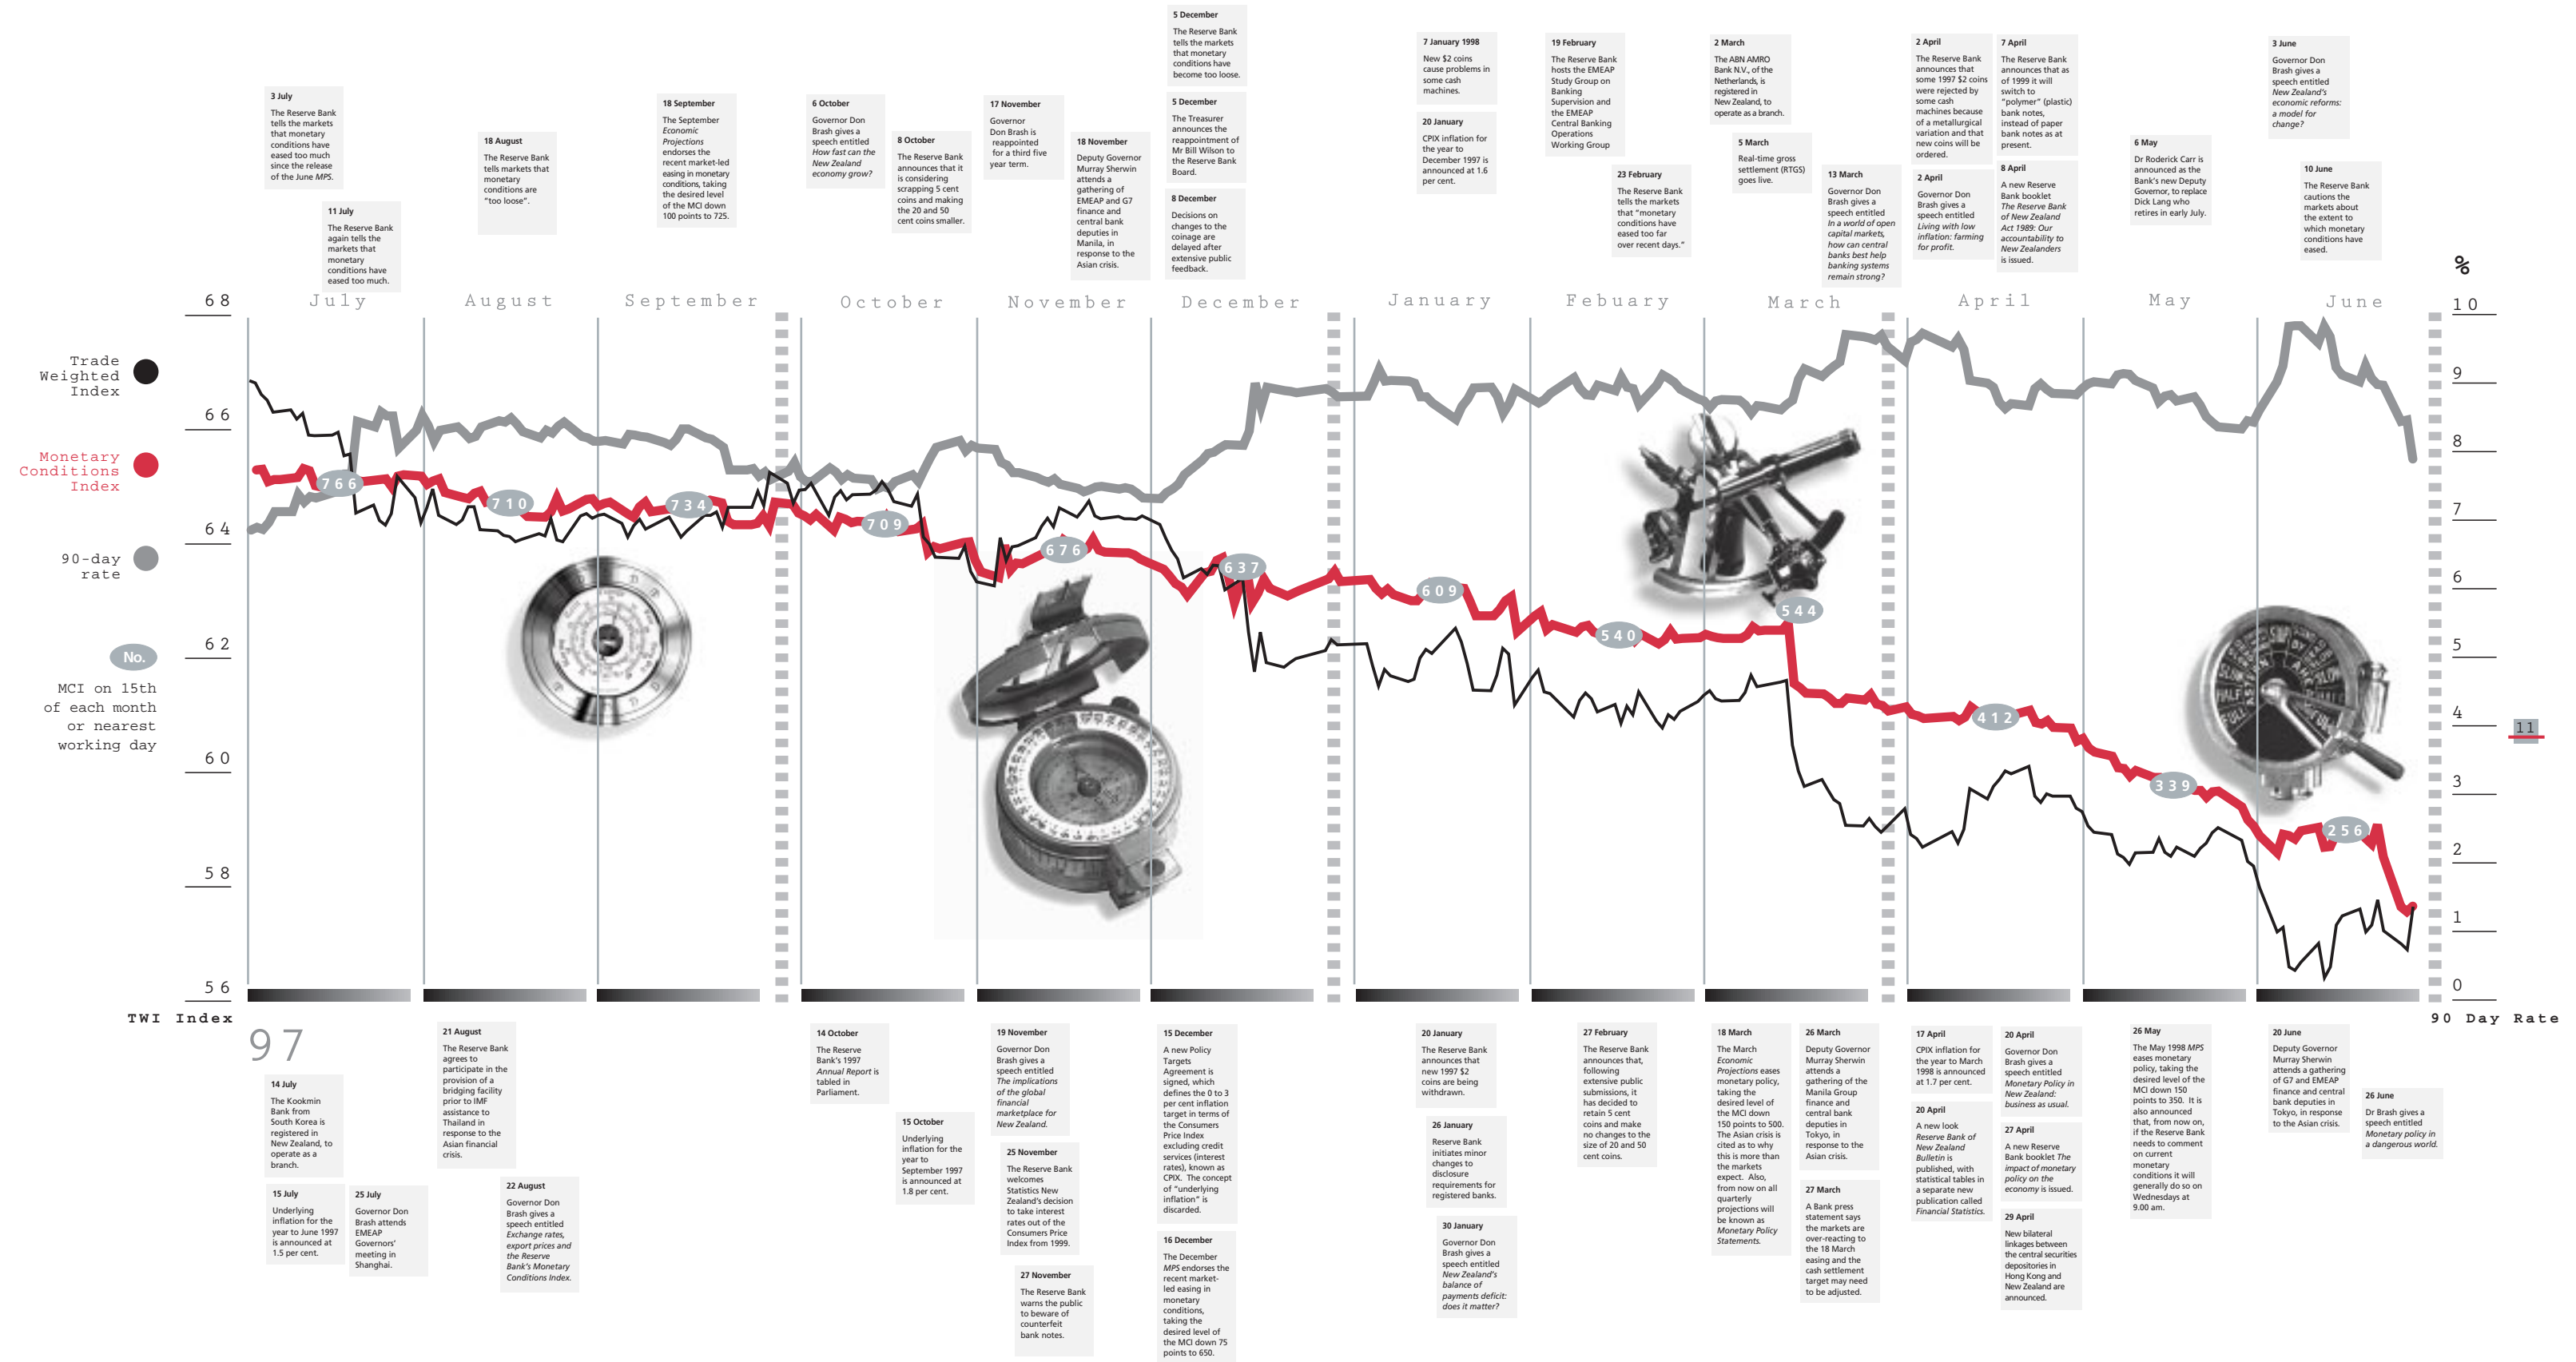 5 December
The Reserve Bank
tells the markets
that monetary
conditions have
become too loose.
3 July
The Reserve Bank
tells the markets
that monetary
conditions have
eased too much
since the release
of the June MPS.
11 July
The Reserve Bank
again tells the
markets that
monetary
conditions have
eased too much.
18 August
The Reserve Bank
tells markets that
monetary
conditions are
“too loose”.
18 September
The September
Economic
Projections
endorses the
recent market-led
easing in monetary
conditions, taking
the desired level
of the MCI down
100 points to 725.
6 October
Governor Don
Brash gives a
speech entitled
How fast can the
New Zealand
economy grow?
8 October
The Reserve Bank
announces that it
is considering
scrapping 5 cent
coins and making
the 20 and 50
cent coins smaller.
17 November
Governor
Don Brash is
reappointed
for a third five
year term.
18 November
Deputy Governor
Murray Sherwin
attends a
gathering of
EMEAP and G7
finance and
central bank
deputies in
Manila, in
response to the
Asian crisis.
5 December
The Treasurer
announces the
reappointment of
Mr Bill Wilson to
the Reserve Bank
Board.
8 December
Decisions on
changes to the
coinage are
delayed after
extensive public
feedback.
7 January 1998
New $2 coins
cause problems in
some cash
machines.
20 January
CPIX inflation for
the year to
December 1997 is
announced at 1.6
per cent.
19 February
The Reserve Bank
hosts the EMEAP
Study Group on
Banking
Supervision and
the EMEAP
Central Banking
Operations
Working Group
23 February
The Reserve Bank
tells the markets
that “monetary
conditions have
eased too far
over recent days.”
2 March
The ABN AMRO
Bank N.V., of the
Netherlands, is
registered in
New Zealand, to
operate as a branch.
5 March
Real-time gross
settlement (RTGS)
goes live.
13 March
Governor Don
Brash gives a
speech entitled
In a world of open
capital markets,
how can central
banks best help
banking systems
remain strong?
2 April
The Reserve Bank
announces that
some 1997 $2 coins
were rejected by
some cash
machines because
of a metallurgical
variation and that
new coins will be
ordered.
2 April
Governor Don
Brash gives a
speech entitled
Living with low
inflation: farming
for profit.
7 April
The Reserve Bank
announces that as
of 1999 it will
switch to
“polymer” (plastic)
bank notes,
instead of paper
bank notes as at
present.
8 April
A new Reserve
Bank booklet
The Reserve Bank
of New Zealand
Act 1989: Our
accountability to
New Zealanders
is issued.
6 May
Dr Roderick Carr is
announced as the
Bank’s new Deputy
Governor, to replace
Dick Lang who
retires in early July.
3 June
Governor Don
Brash gives a
speech entitled
New Zealand’s
economic reforms:
a model for
change?
10 June
The Reserve Bank
cautions the
markets about
the extent to
which monetary
conditions have
eased.
%
July August September October November December January Febuary March April May June
68
66
64
62
60
58
56
TWI Index
Trade
Weighted
Index
Monetary
Conditions
Index
90-day
rate
No.
MCI on 15th
of each month
or nearest
working day
766
710
734
709
676
637
609
540
544
412
339
256
10
9
8
7
6
5
4
3
2
1
0
90 Day Rate
11
97
14 July
The Kookmin
Bank from
South Korea is
registered in
New Zealand, to
operate as a
branch.
15 July
Underlying
inflation for the
year to June 1997
is announced at
1.5 per cent.
25 July
Governor Don
Brash attends
EMEAP
Governors’
meeting in
Shanghai.
21 August
The Reserve Bank
agrees to
participate in the
provision of a
bridging facility
prior to IMF
assistance to
Thailand in
response to the
Asian financial
crisis.
22 August
Governor Don
Brash gives a
speech entitled
Exchange rates,
export prices and
the Reserve
Bank’s Monetary
Conditions Index.
14 October
The Reserve
Bank’s 1997
Annual Report is
tabled in
Parliament.
15 October
Underlying
inflation for the
year to
September 1997
is announced at
1.8 per cent.
19 November
Governor Don
Brash gives a
speech entitled
The implications
of the global
financial
marketplace for
New Zealand.
25 November
The Reserve Bank
welcomes
Statistics New
Zealand’s decision
to take interest
rates out of the
Consumers Price
Index from 1999.
27 November
The Reserve Bank
warns the public
to beware of
counterfeit
bank notes.
15 December
A new Policy
Targets
Agreement is
signed, which
defines the 0 to 3
per cent inflation
target in terms of
the Consumers
Price Index
excluding credit
services (interest
rates), known as
CPIX. The concept
of “underlying
inflation” is
discarded.
16 December
The December
MPS endorses the
recent market-
led easing in
monetary
conditions,
taking the
desired level of
the MCI down 75
points to 650.
20 January
The Reserve Bank
announces that
new 1997 $2
coins are being
withdrawn.
26 January
Reserve Bank
initiates minor
changes to
disclosure
requirements for
registered banks.
30 January
Governor Don
Brash gives a
speech entitled
New Zealand’s
balance of
payments deficit:
does it matter?
27 February
The Reserve Bank
announces that,
following
extensive public
submissions, it
has decided to
retain 5 cent
coins and make
no changes to the
size of 20 and 50
cent coins.
18 March
The March
Economic
Projections eases
monetary policy,
taking the
desired level of
the MCI down
150 points to 500.
The Asian crisis is
cited as to why
this is more than
the markets
expect. Also,
from now on all
quarterly
projections will
be known as
Monetary Policy
Statements.
26 March
Deputy Governor
Murray Sherwin
attends a
gathering of the
Manila Group
finance and
central bank
deputies in
Tokyo, in
response to the
Asian crisis.
27 March
A Bank press
statement says
the markets are
over-reacting to
the 18 March
easing and the
cash settlement
target may need
to be adjusted.
17 April
CPIX inflation for
the year to March
1998 is announced
at 1.7 per cent.
20 April
A new look
Reserve Bank of
New Zealand
Bulletin is
published, with
statistical tables in
a separate new
publication called
Financial Statistics.
20 April
Governor Don
Brash gives a
speech entitled
Monetary Policy in
New Zealand:
business as usual.
27 April
A new Reserve
Bank booklet The
impact of monetary
policy on the
economy is issued.
29 April
New bilateral
linkages between
the central securities
depositories in
Hong Kong and
New Zealand are
announced.
26 May
The May 1998 MPS
eases monetary
policy, taking the
desired level of the
MCI down 150
points to 350. It is
also announced
that, from now on,
if the Reserve Bank
needs to comment
on current
monetary
conditions it will
generally do so on
Wednesdays at
9.00 am.
20 June
Deputy Governor
Murray Sherwin
attends a gathering
of G7 and EMEAP
finance and central
bank deputies in
Tokyo, in response
to the Asian crisis.
26 June
Dr Brash gives a
speech entitled
Monetary policy in
a dangerous world.